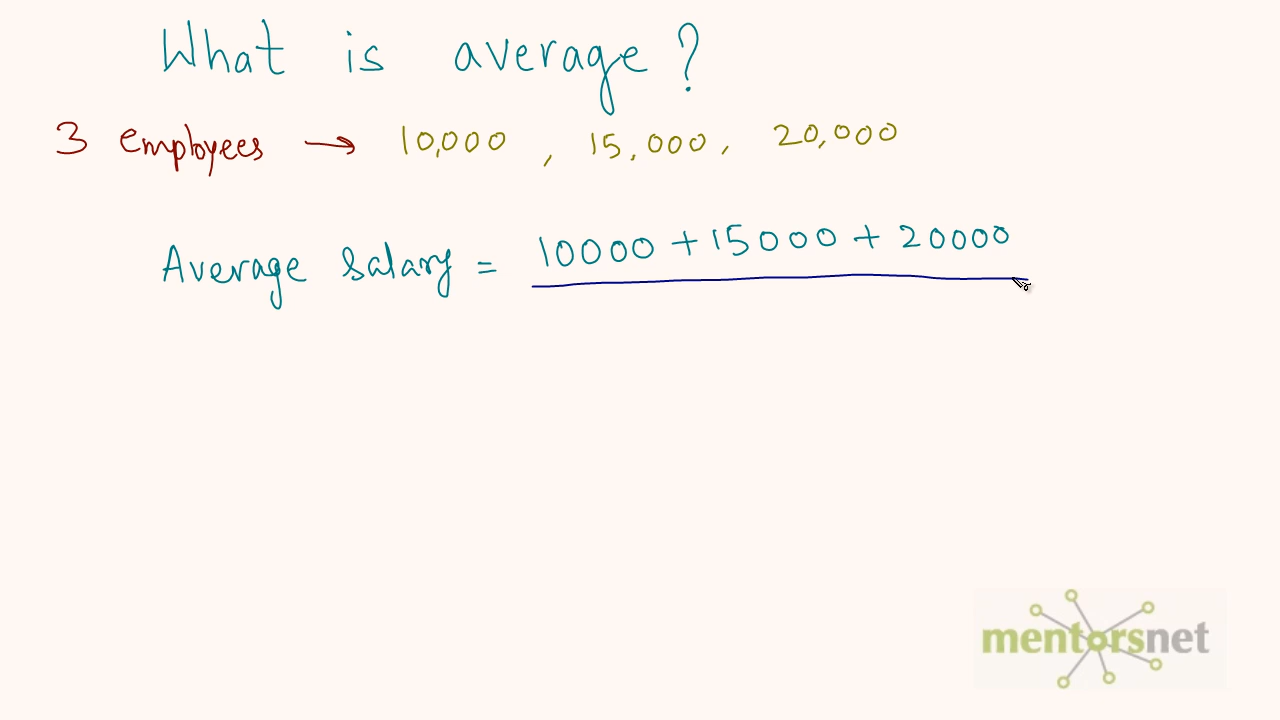 What is average?
3 employees → 10,000 , 15,000, 20,000
Average salary = 10000 + 15000 + 20000
mentorsnet